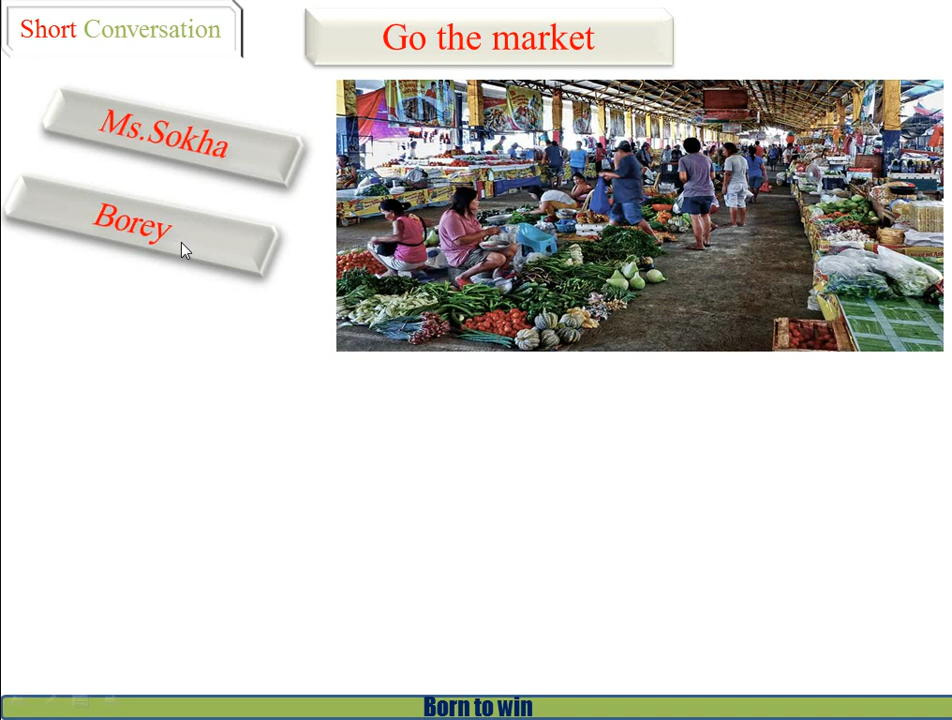 Short Conversation
Go the market
Ms.Sokha
Borey
Born to win